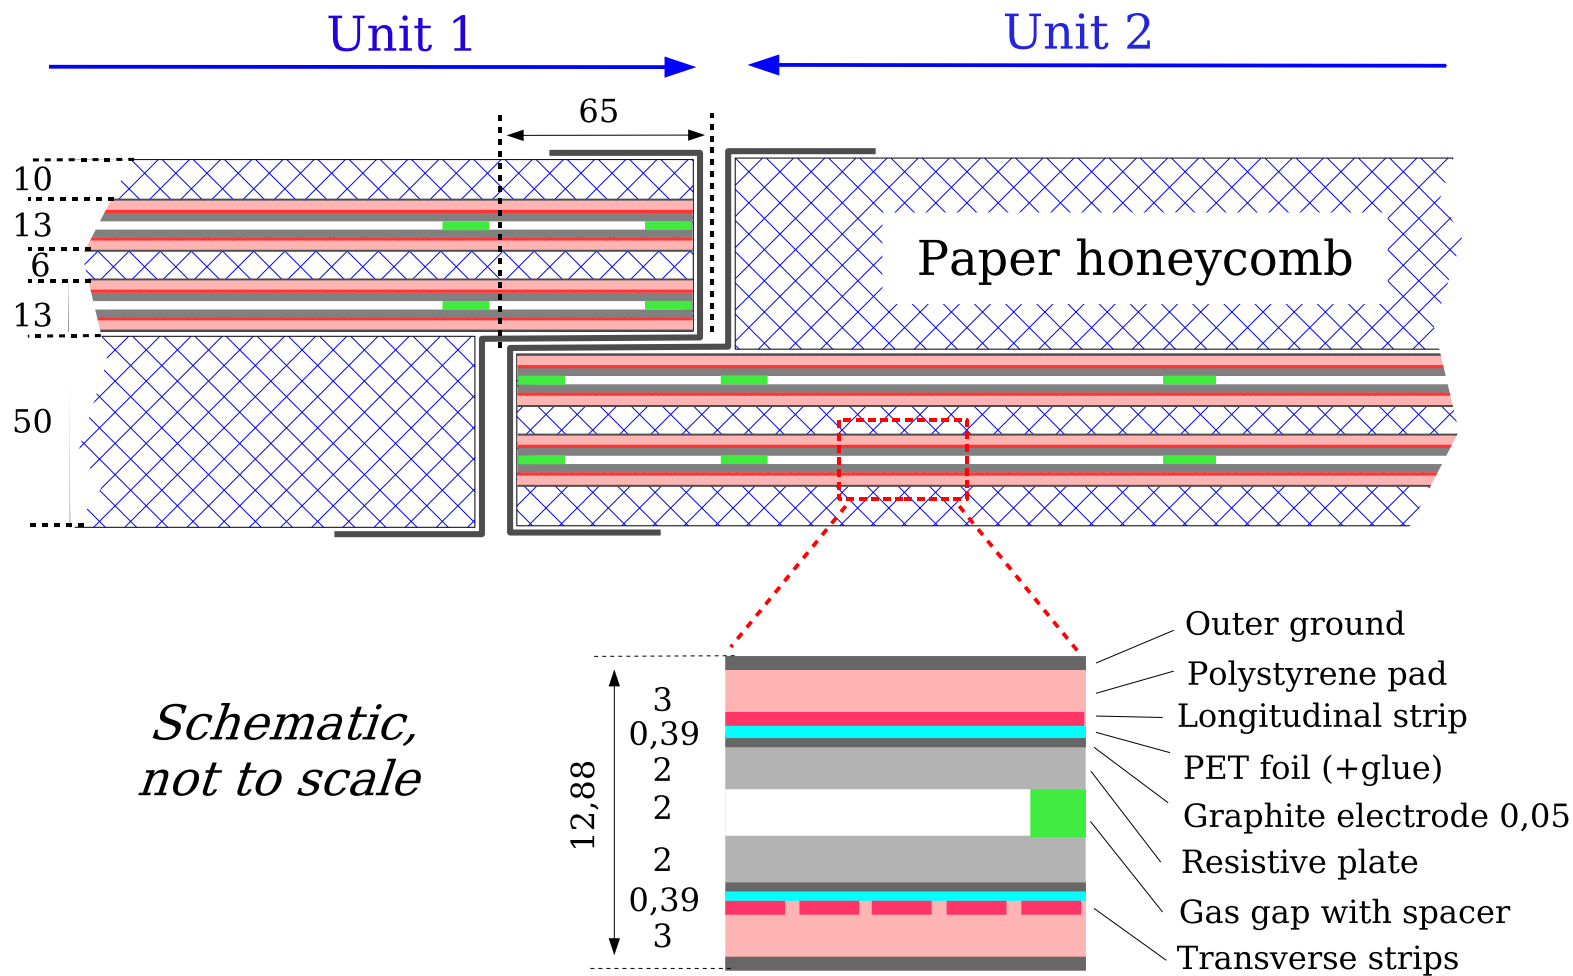 Unit 1
Unit 2
65
10
13
6
13
50
Paper honeycomb
Schematic,
not to scale
12,88
3
0,39
2
2
2
0,39
3
Outer ground
Polystyrene pad
Longitudinal strip
PET foil (+glue)
Graphite electrode 0,05
Resistive plate
Gas gap with spacer
Transverse strips